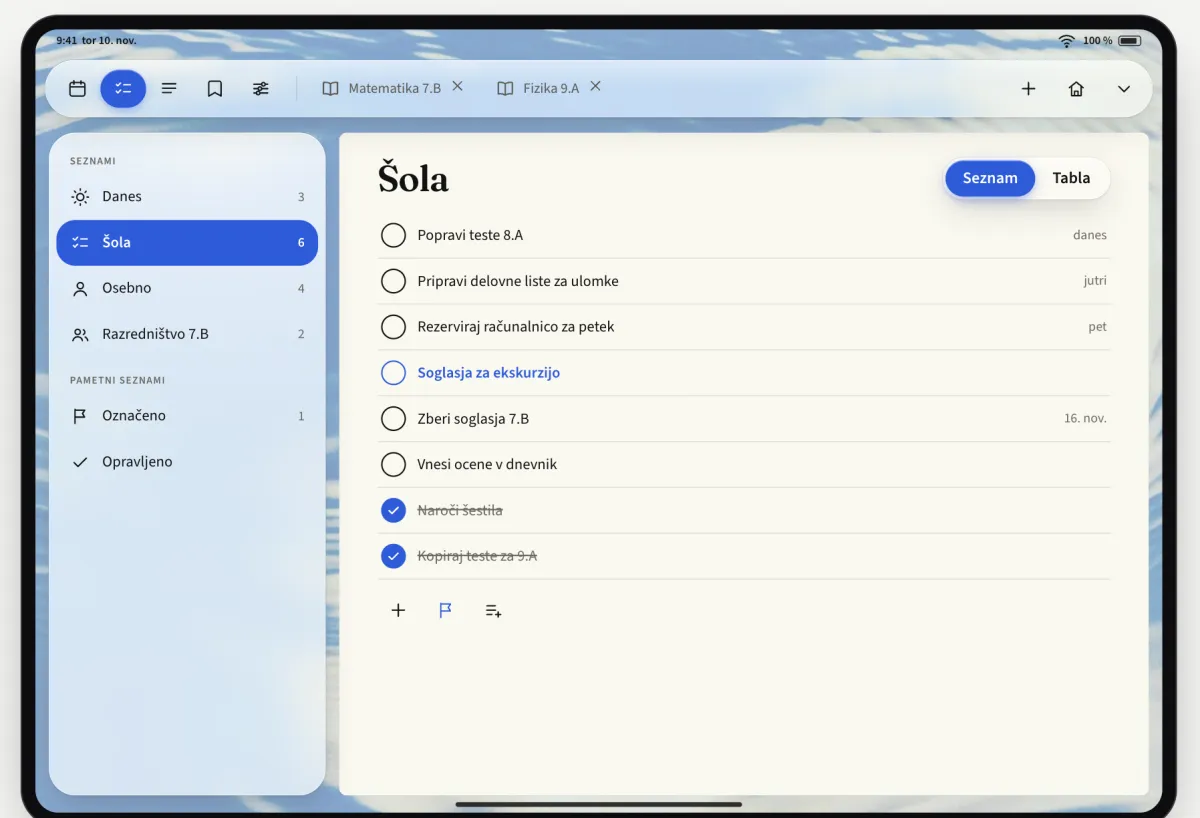 9:41 tor 10. nov.
100 %
Matematika 7.B
Fizika 9.A
SEZNAMI
Danes 3
Šola 6
Osebno 4
Razredništvo 7.B 2
PAMETNI SEZNAMI
Označeno 1
Opravljeno
Šola
Seznam Tabla
Popravi teste 8.A danes
Pripravi delovne liste za ulomke jutri
Rezerviraj računalnico za petek pet
Soglasja za ekskurzijo
Zberi soglasja 7.B 16. nov.
Vnesi ocene v dnevnik
Naroči šestila
Kopiraj teste za 9.A